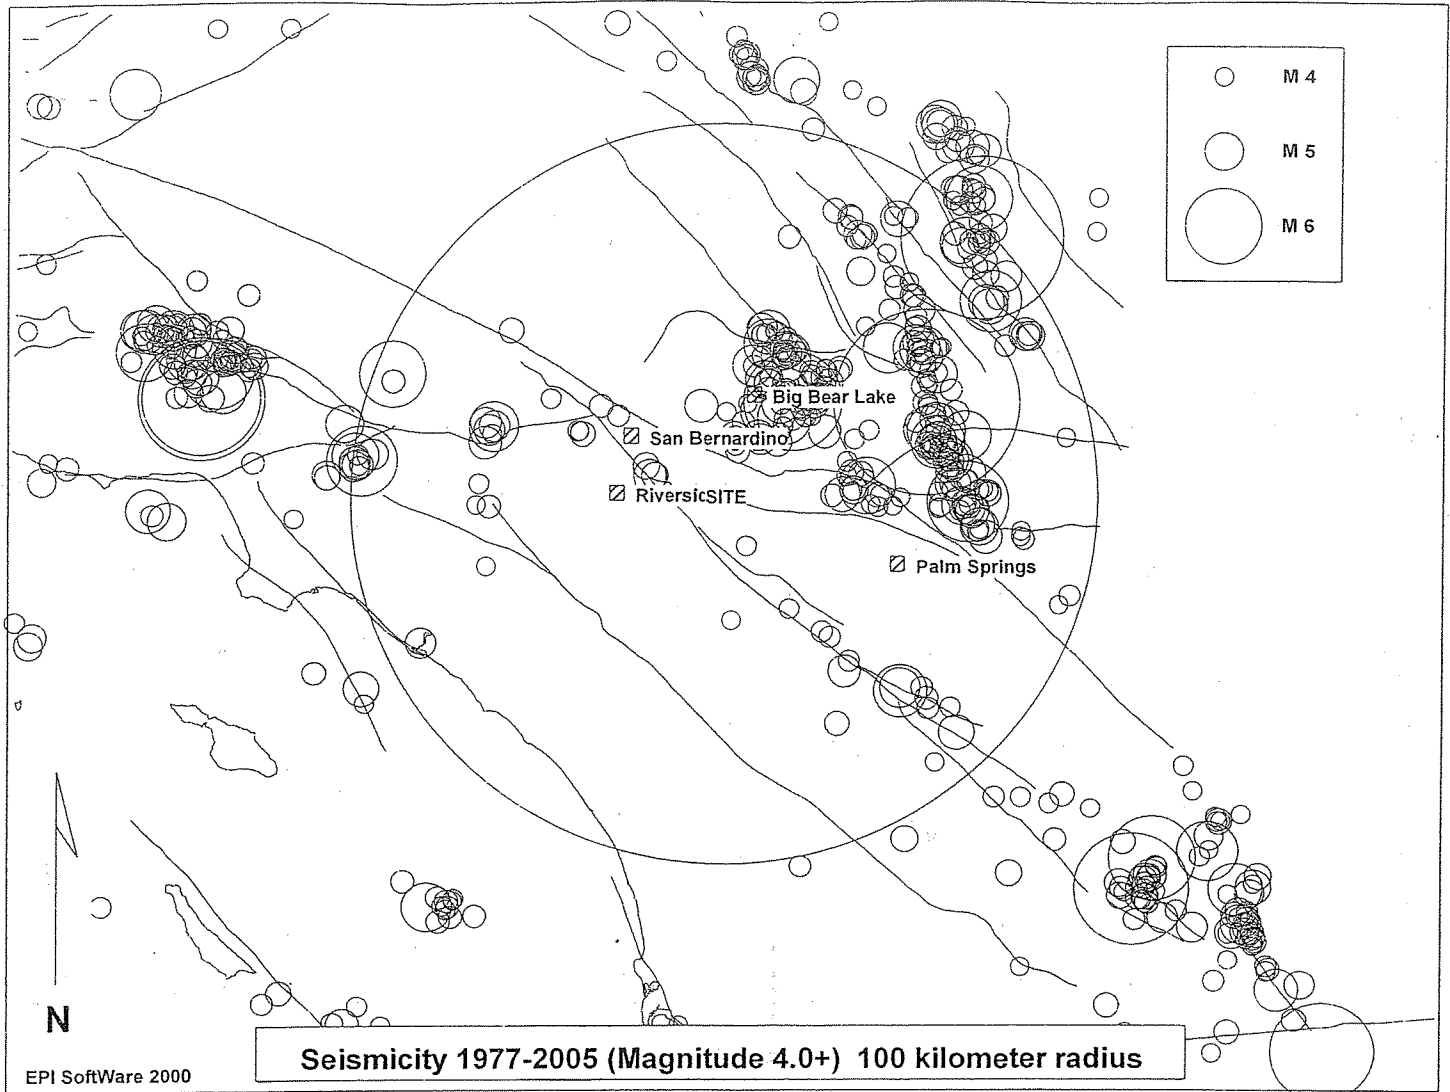 M 4
M 5
M 6
Big Bear Lake
San Bernardino
RiversicSITE
Palm Springs
N
Seismicity 1977-2005 (Magnitude 4.0+) 100 kilometer radius
EPI SoftWare 2000